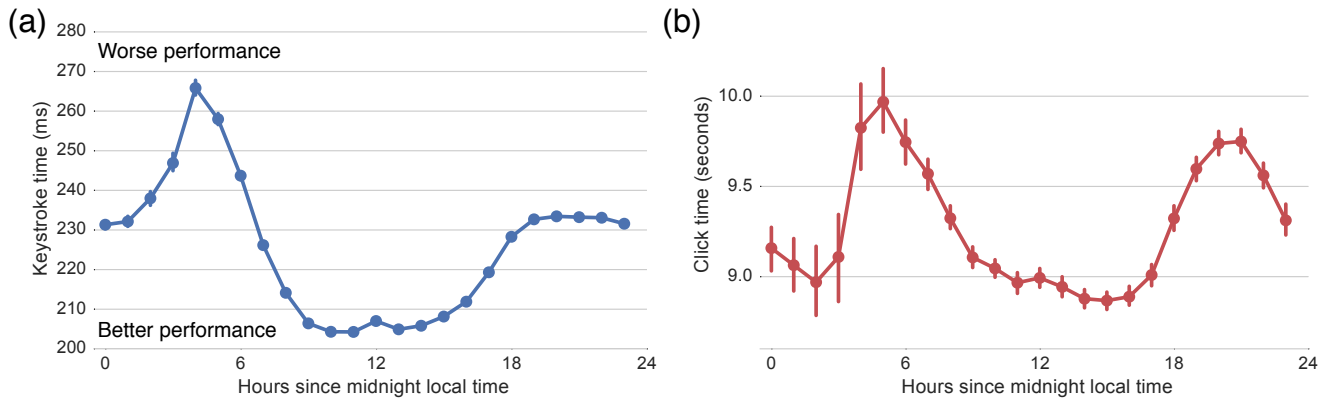 (a)
280
Worse performance
270
260
250
240
230
220
210
Better performance
200
Keystroke time (ms)
0 6 12 18 24
Hours since midnight local time
(b)
10.0
9.5
9.0
Click time (seconds)
0 6 12 18 24
Hours since midnight local time